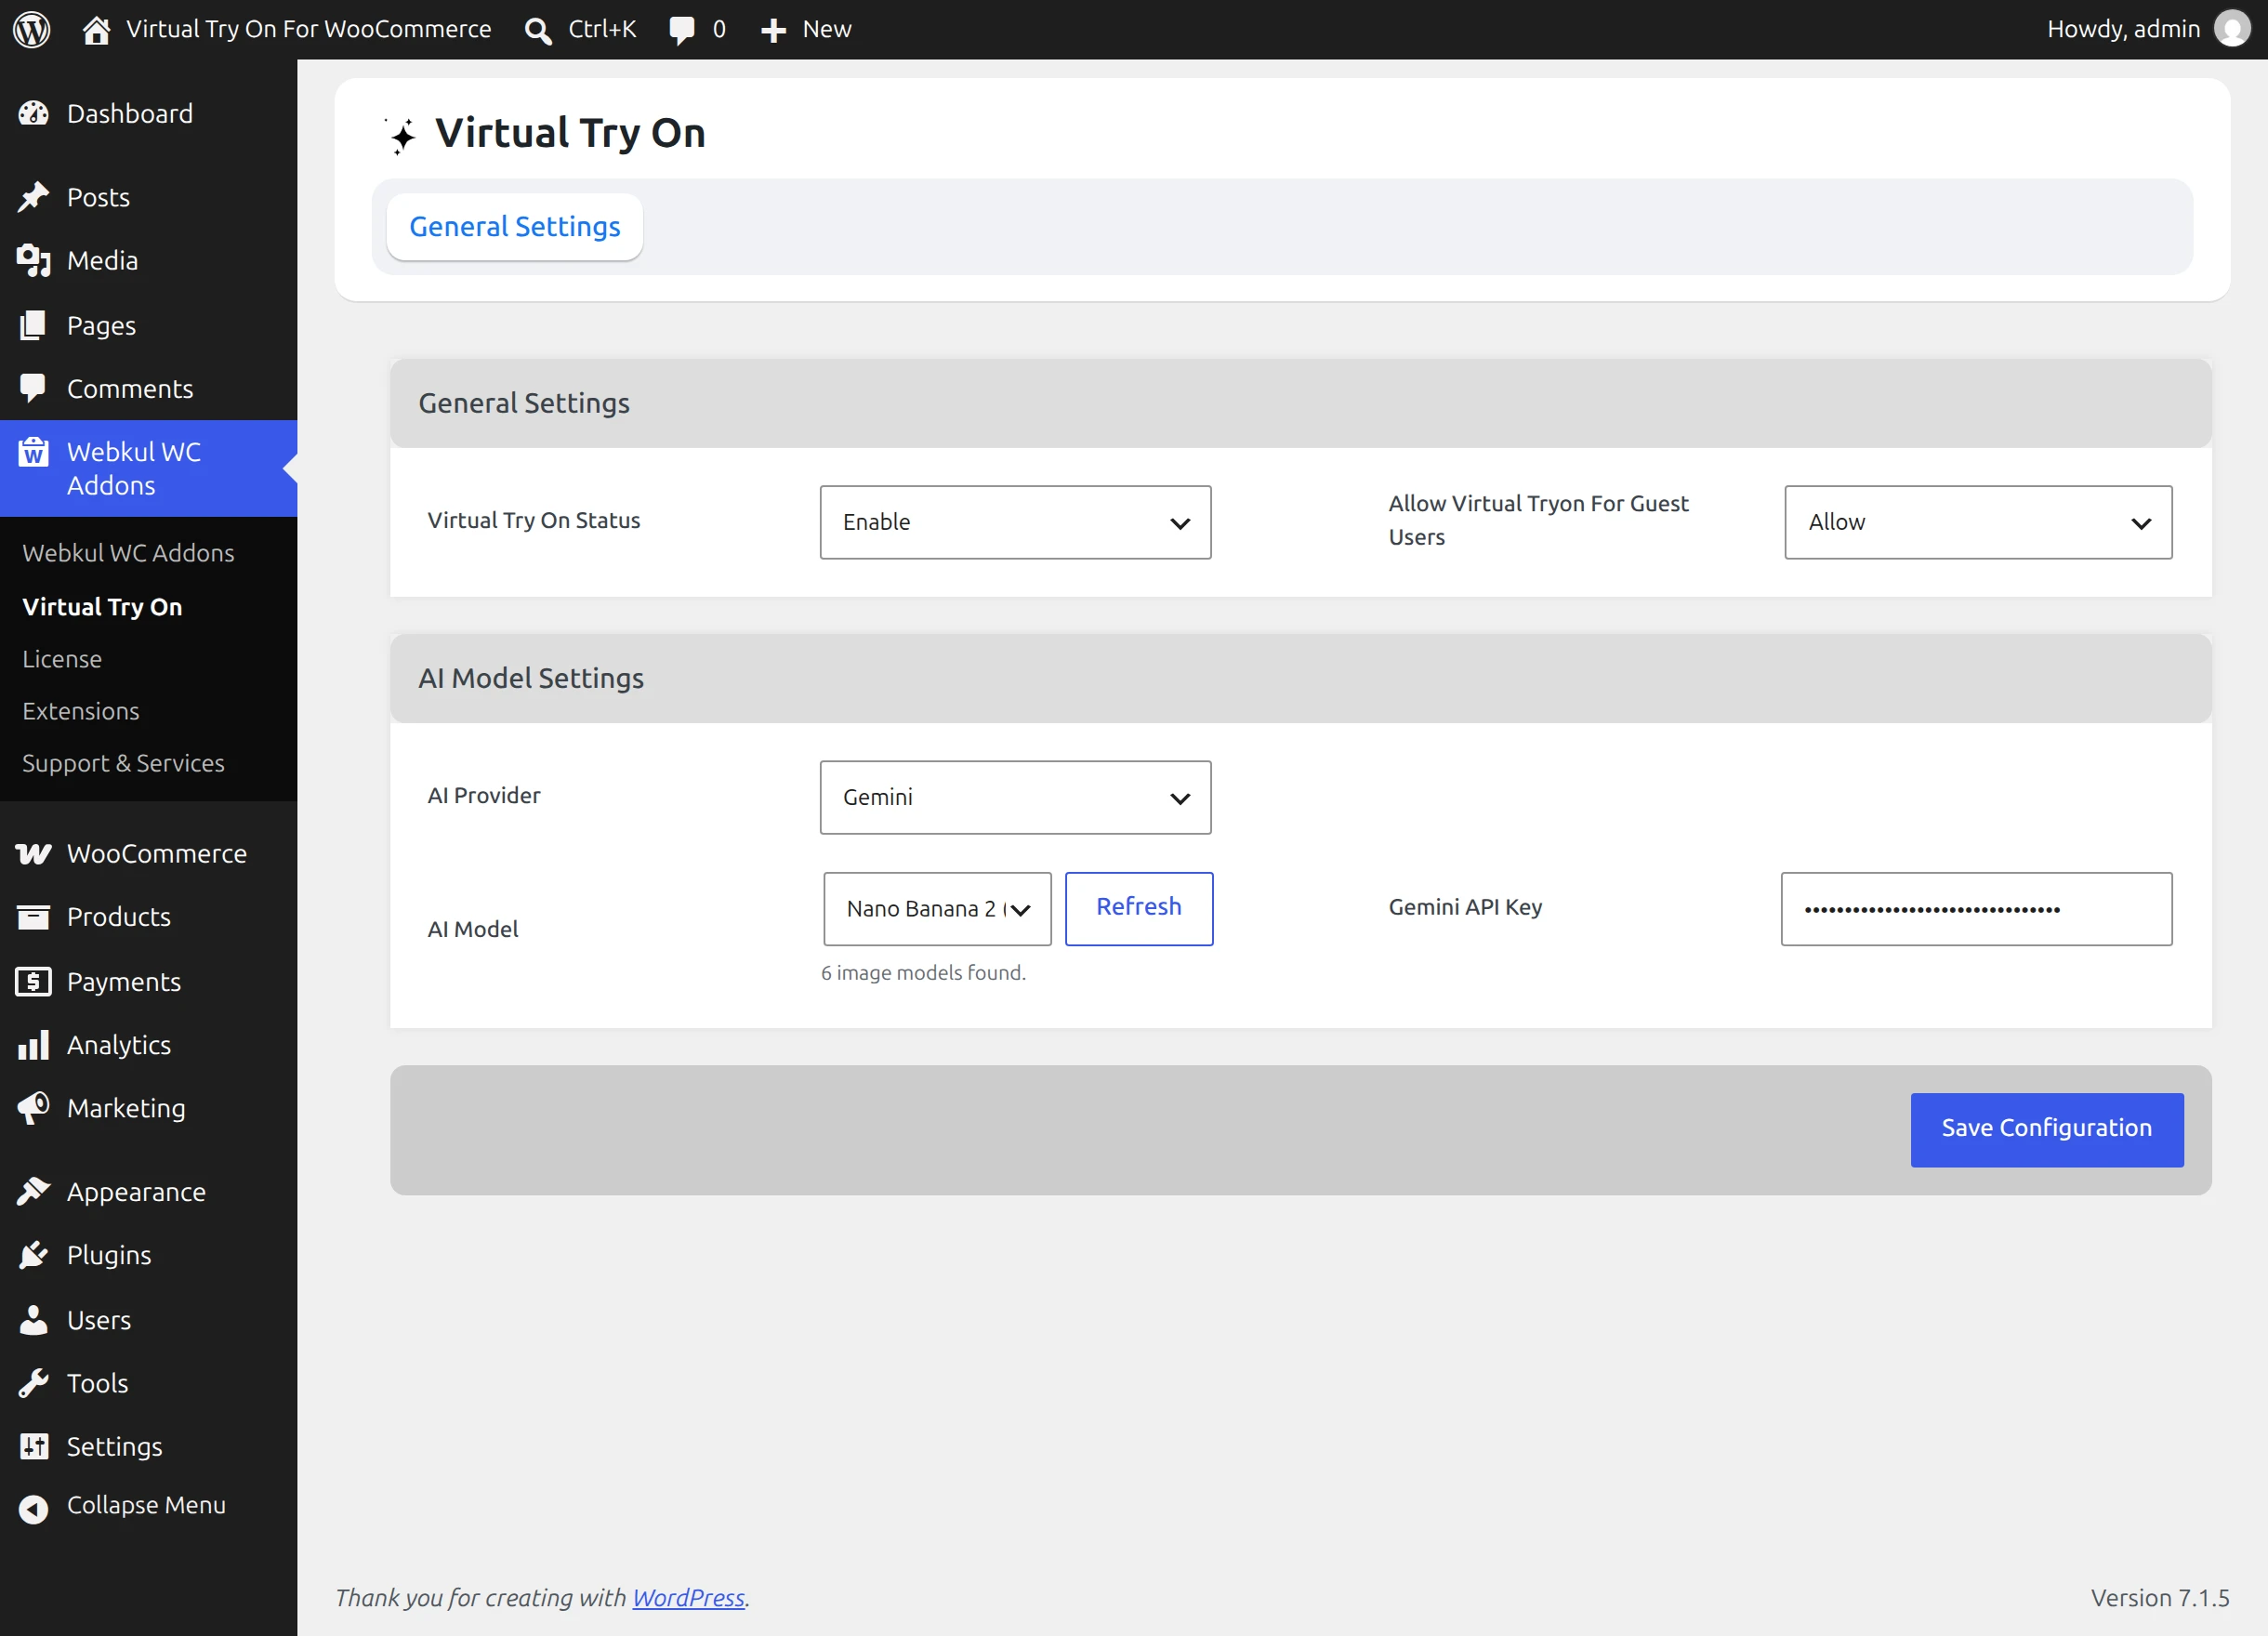 Virtual Try On For WooCommerce
Ctrl+K
0
New
Howdy, admin
Dashboard
Posts
Media
Pages
Comments
Webkul WC
Addons
Webkul WC Addons
Virtual Try On
License
Extensions
Support & Services
WooCommerce
Products
Payments
Analytics
Marketing
Appearance
Plugins
Users
Tools
Settings
Collapse Menu
Virtual Try On
General Settings
General Settings
Virtual Try On Status
Enable
Allow Virtual Tryon For Guest
Users
Allow
AI Model Settings
AI Provider
Gemini
AI Model
Nano Banana 2 (
Refresh
6 image models found.
Gemini API Key
••••••••••••••••••••••••••••••••
Save Configuration
Thank you for creating with WordPress.
Version 7.1.5